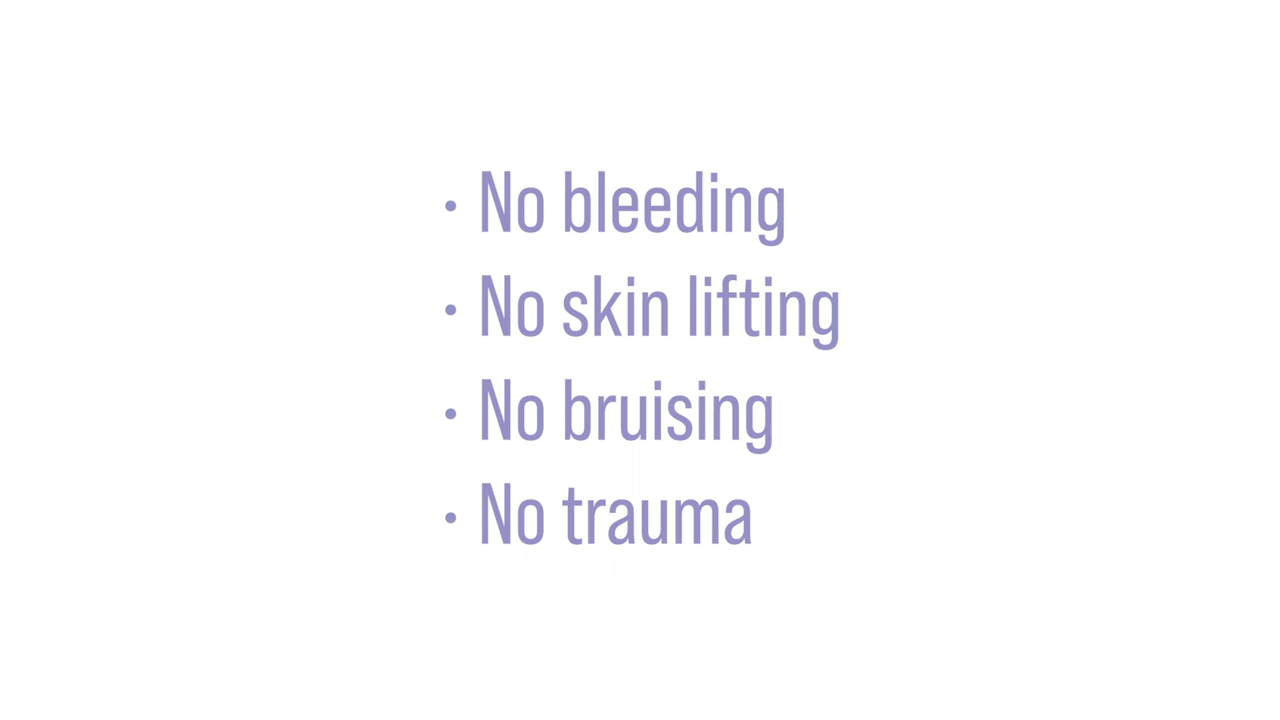 • No bleeding
• No skin lifting
• No bruising
• No trauma